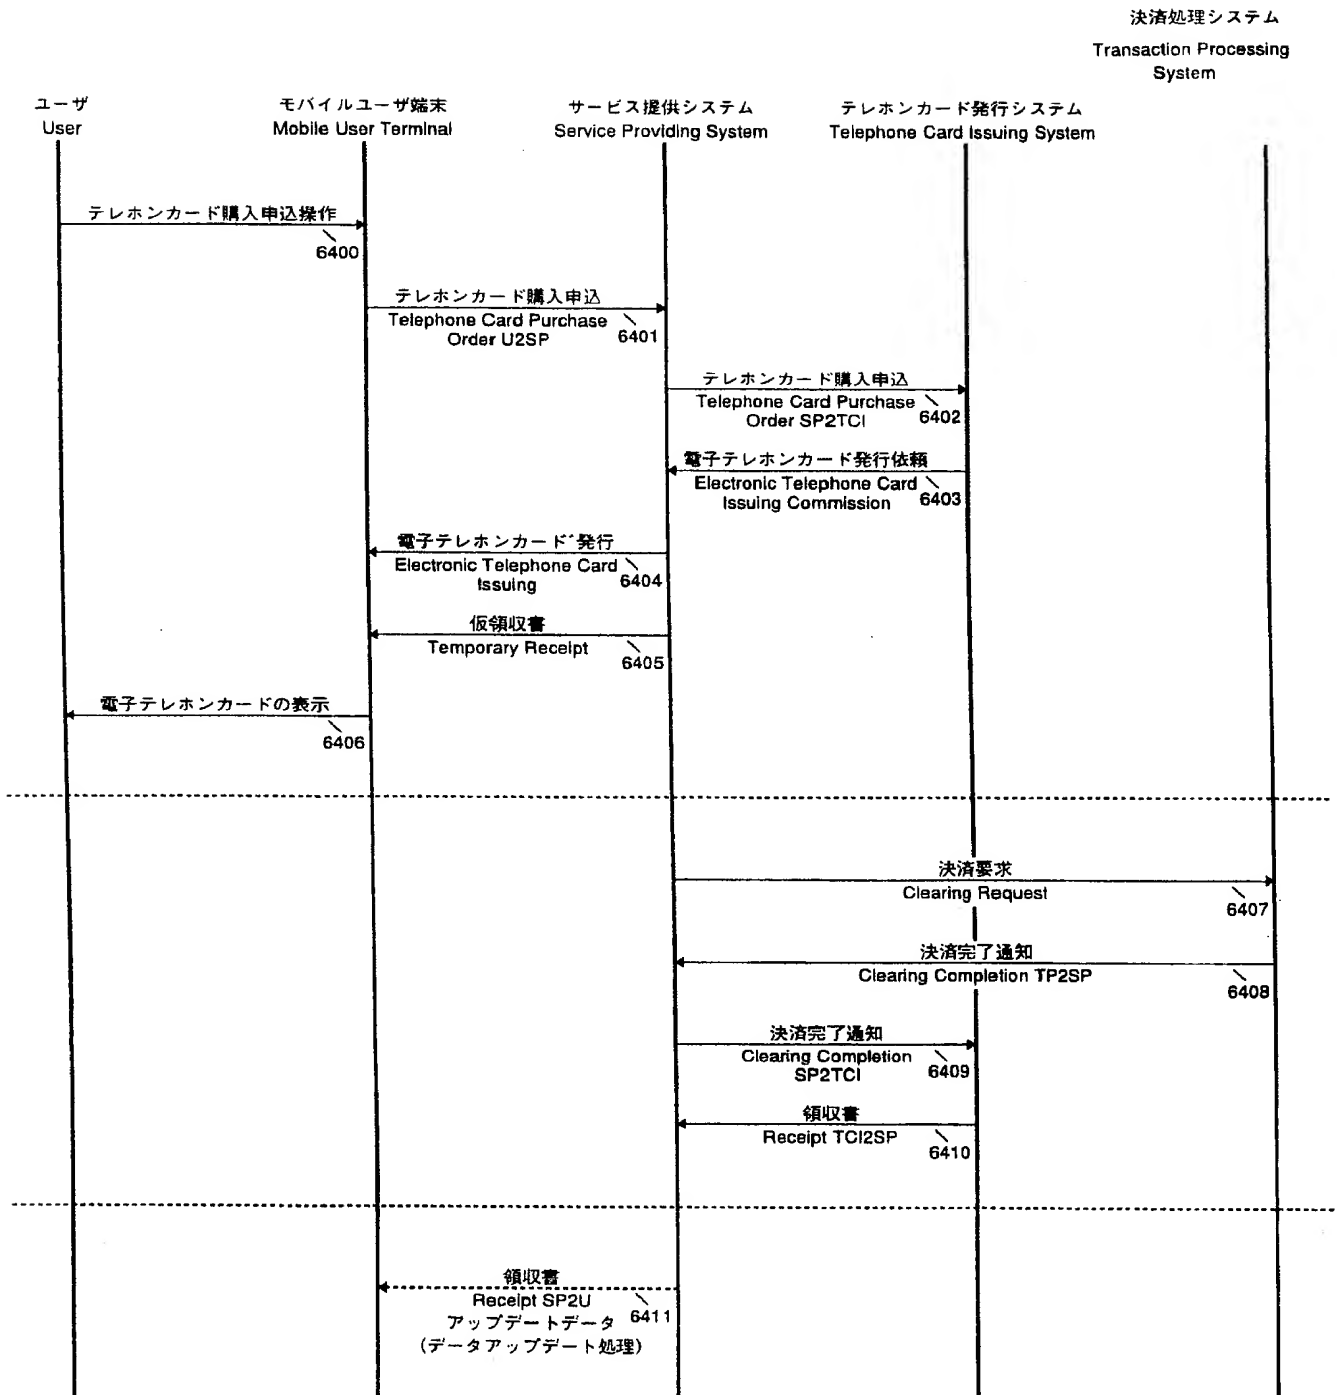 決済処理システム
Transaction Processing
System
ユーザ
User
モバイルユーザ端末
Mobile User Terminal
サービス提供システム
Service Providing System
テレホンカード発行システム
Telephone Card Issuing System
テレホンカード購入申込操作
6400
テレホンカード購入申込
Telephone Card Purchase
Order U2SP
6401
テレホンカード購入申込
Telephone Card Purchase
Order SP2TCI
6402
電子テレホンカード発行依頼
Electronic Telephone Card
Issuing Commission
6403
電子テレホンカード発行
Electronic Telephone Card
Issuing
6404
仮領収書
Temporary Receipt
6405
電子テレホンカードの表示
6406
決済要求
Clearing Request
6407
決済完了通知
Clearing Completion TP2SP
6408
決済完了通知
Clearing Completion
SP2TCI
6409
領収書
Receipt TCI2SP
6410
領収書
Receipt SP2U
6411
アップデートデータ
(データアップデート処理)